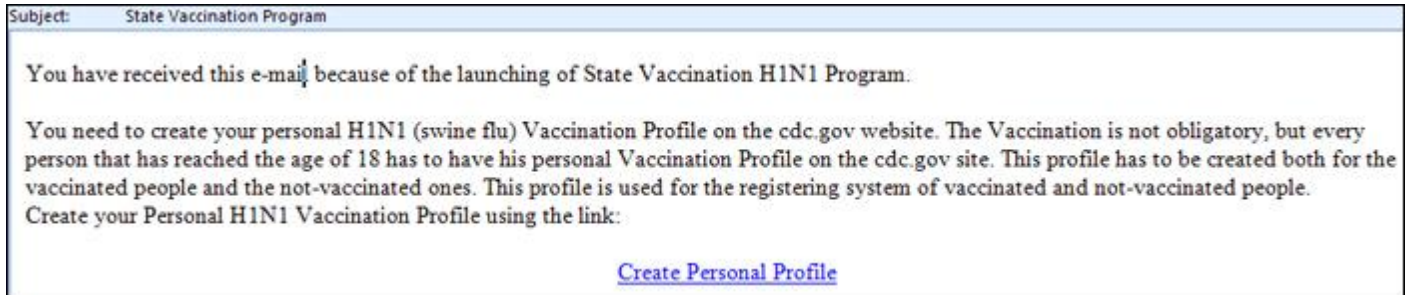 Subject: State Vaccination Program
You have received this e-mail because of the launching of State Vaccination H1N1 Program.
You need to create your personal H1N1 (swine flu) Vaccination Profile on the cdc.gov website. The Vaccination is not obligatory, but every
person that has reached the age of 18 has to have his personal Vaccination Profile on the cdc.gov site. This profile has to be created both for the
vaccinated people and the not-vaccinated ones. This profile is used for the registering system of vaccinated and not-vaccinated people.
Create your Personal H1N1 Vaccination Profile using the link:
Create Personal Profile